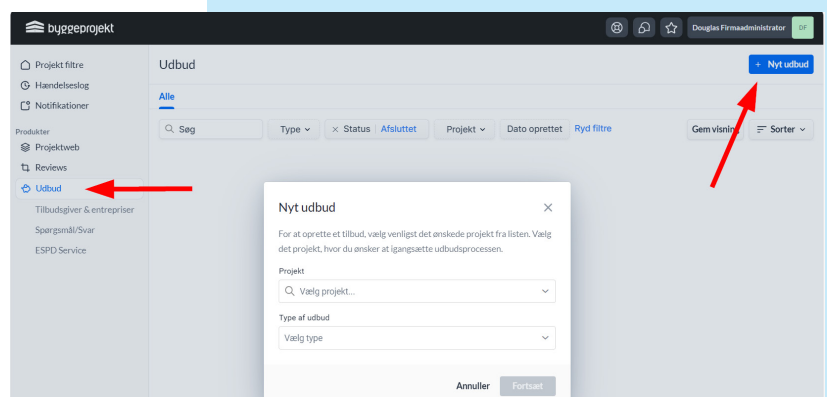 byggeprojekt
Douglas Firmaadministrator DF
Projekt filtre
Hændelseslog
Notifikationer
Produkter
Projektweb
Reviews
Udbud
Tilbudsgiver & entrepriser
Spørgsmål/Svar
ESPD Service
Udbud
+ Nyt udbud
Alle
Søg
Type
× Status Afsluttet
Projekt
Dato oprettet
Ryd filtre
Gem visning
Sorter
Nyt udbud
For at oprette et tilbud, vælg venligst det ønskede projekt fra listen. Vælg
det projekt, hvor du ønsker at igangsætte udbudsprocessen.
Projekt
Vælg projekt...
Type af udbud
Vælg type
Annuller
Fortsæt